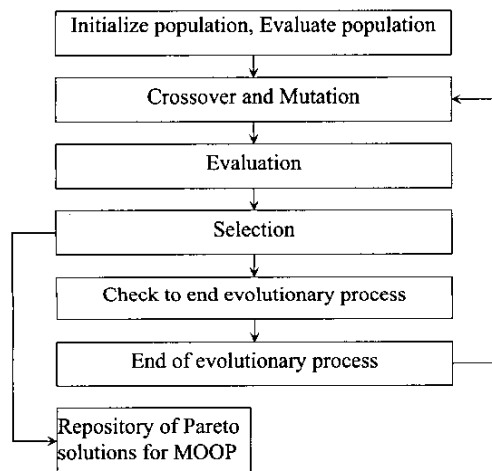 Initialize population, Evaluate population
Crossover and Mutation
Evaluation
Selection
Check to end evolutionary process
End of evolutionary process
Repository of Pareto
solutions for MOOP